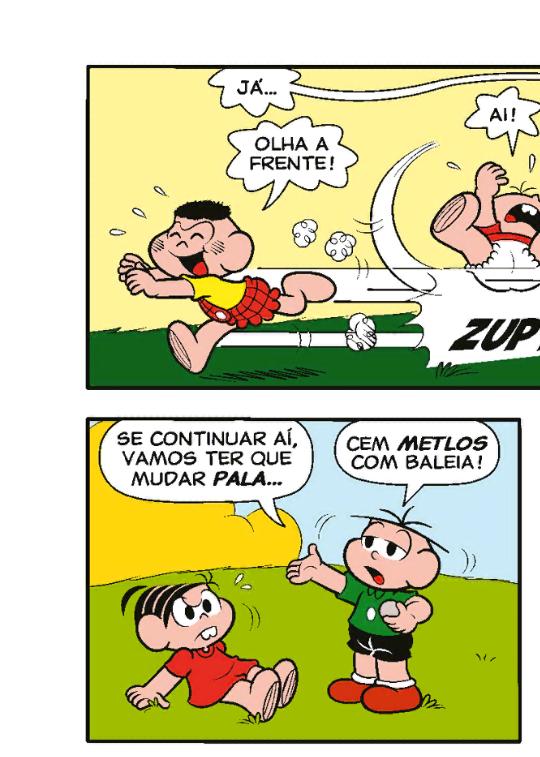 JÁ...
AI!
OLHA A
FRENTE!
ZUP
SE CONTINUAR AÍ,
VAMOS TER QUE
MUDAR PALA...
CEM METLOS
COM BALEIA!